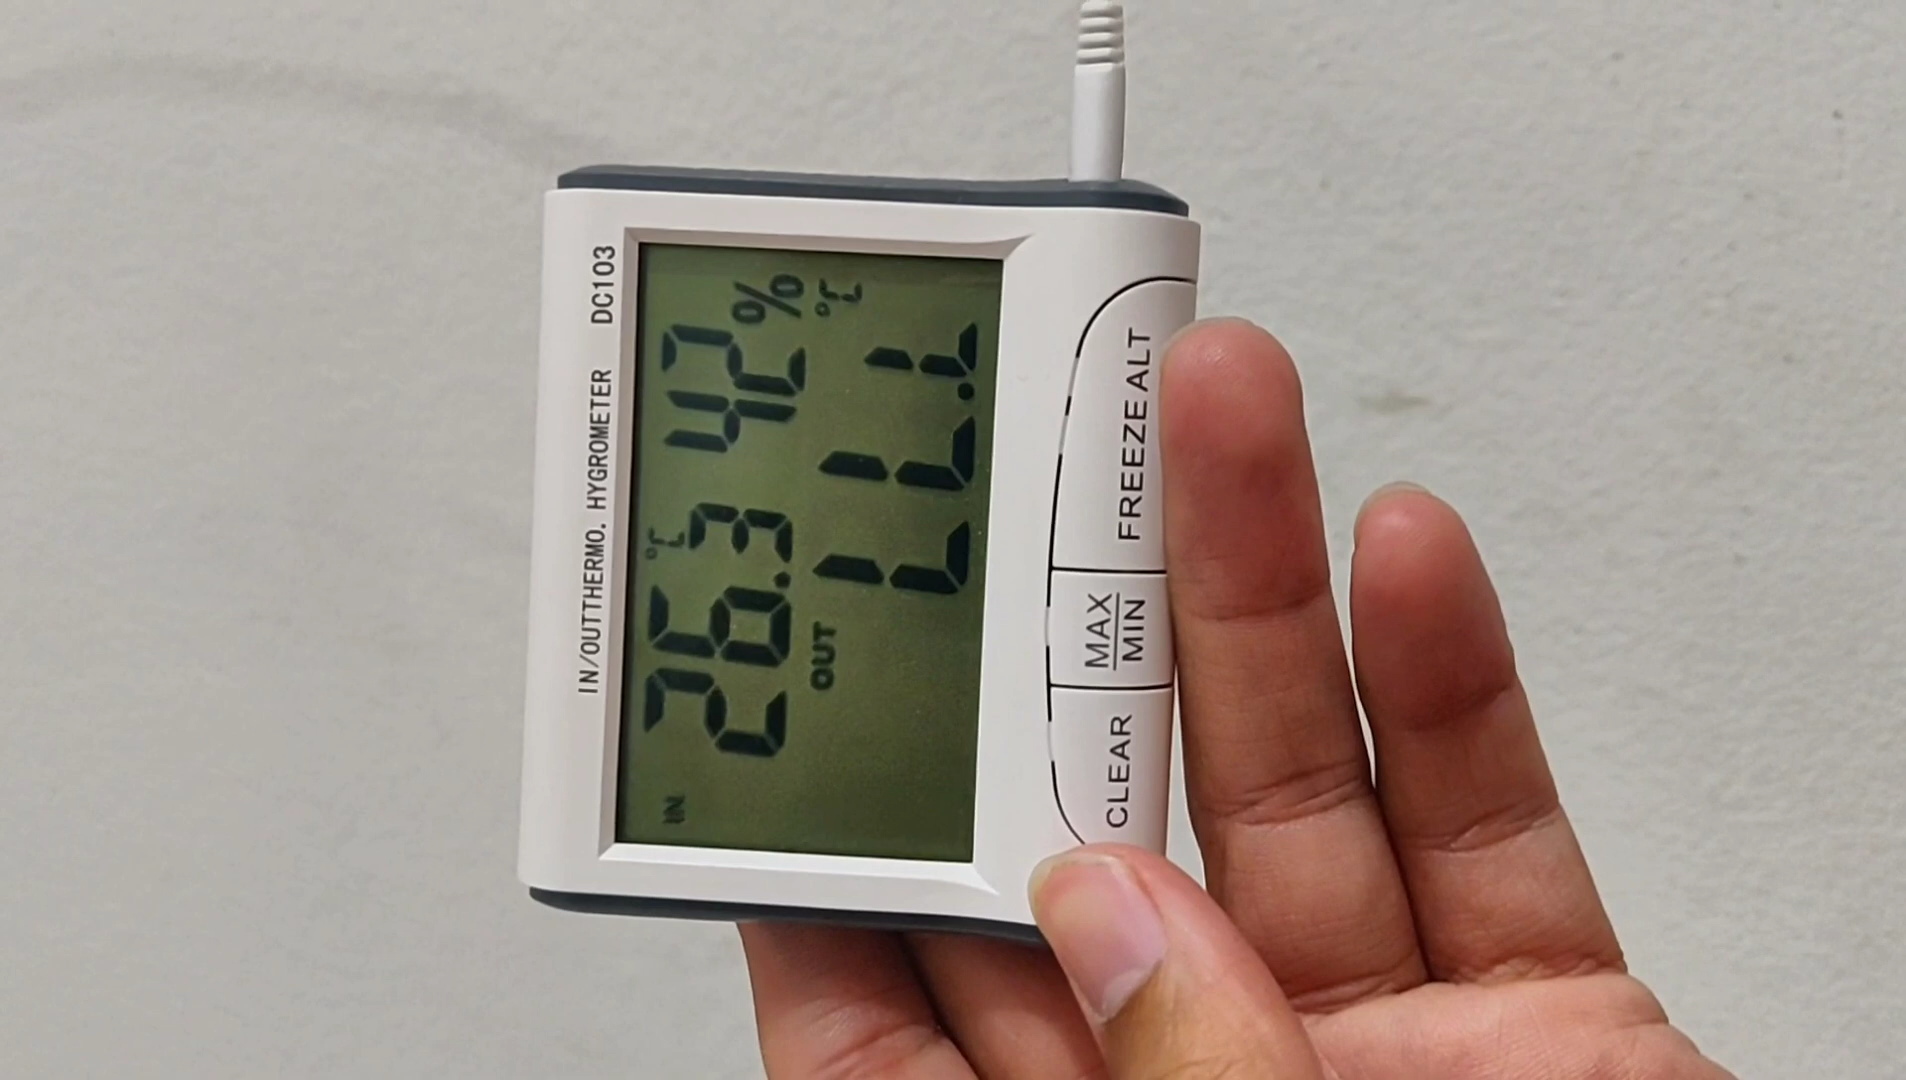 IN/OUTTHERMO. HYGROMETER DC103
IN 26.3 °C 42 %
OUT LL.L °C
CLEAR
MAX
MIN
FREEZE ALT